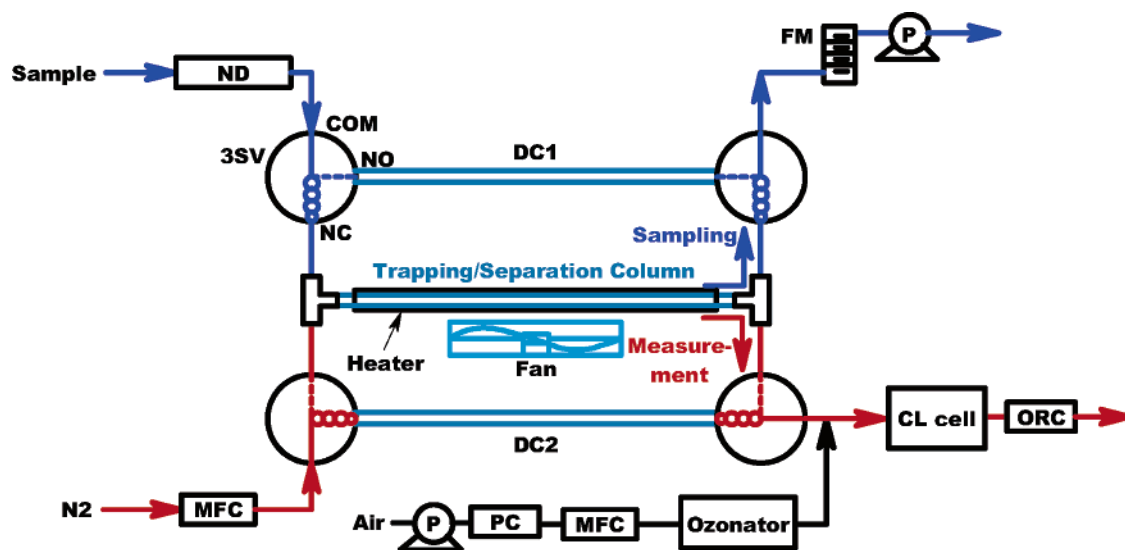 FM
P
Sample
ND
COM
3SV
NO
DC1
NC
Sampling
Trapping/Separation Column
Heater
Fan
Measure-
ment
DC2
CL cell
ORC
N2
MFC
Air
P
PC
MFC
Ozonator